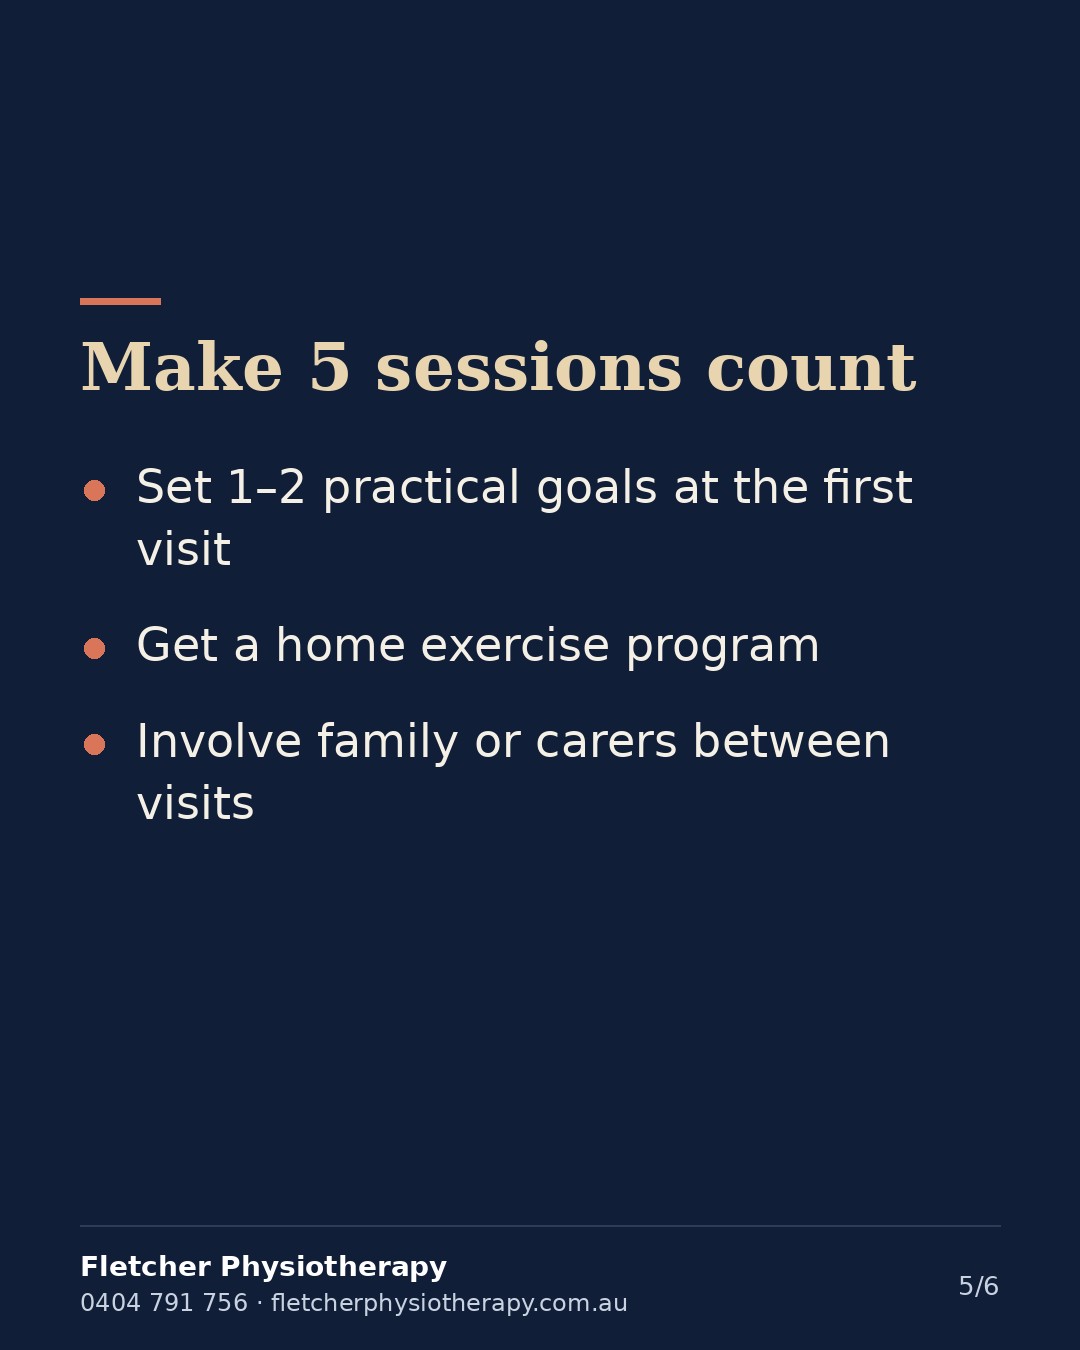 Make 5 sessions count
• Set 1–2 practical goals at the first
visit
• Get a home exercise program
• Involve family or carers between
visits
Fletcher Physiotherapy
0404 791 756 · fletcherphysiotherapy.com.au
5/6